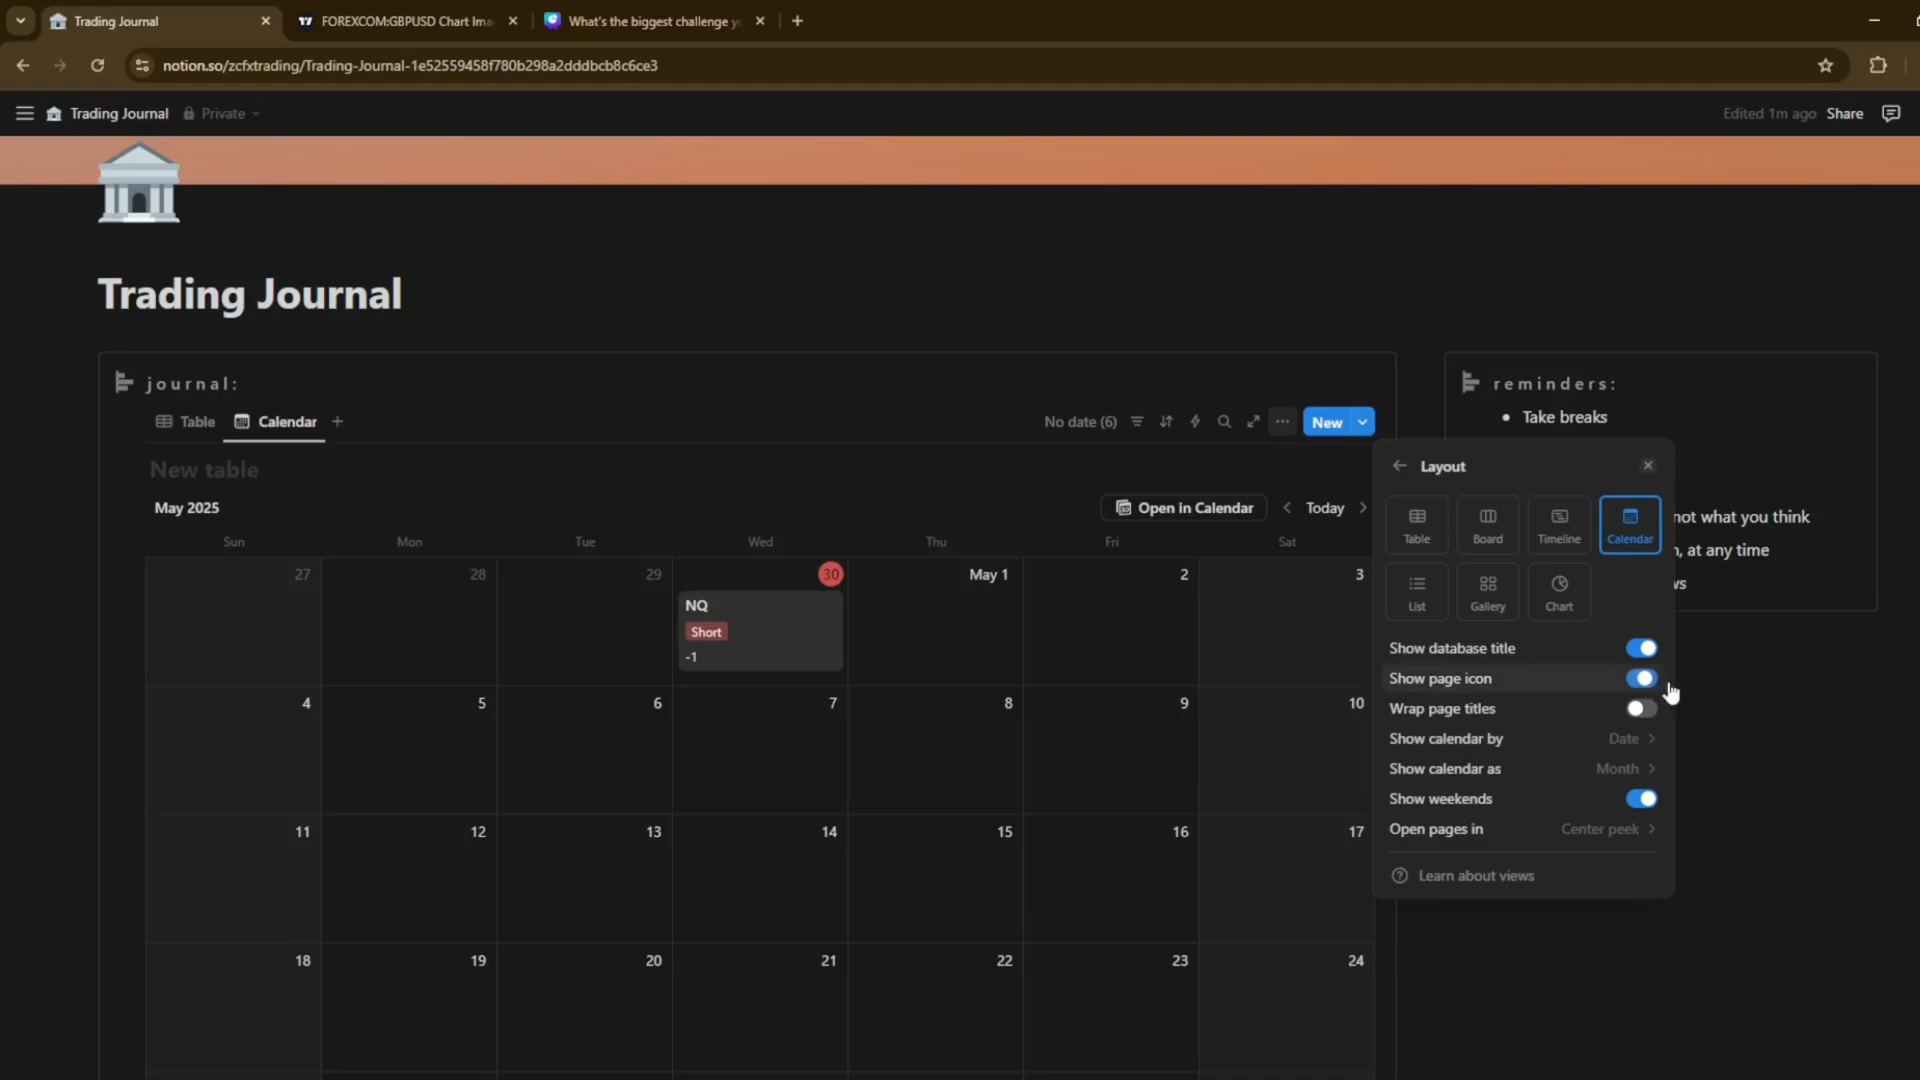 Trading Journal
FOREXCOM:GBPUSD Chart Ima
What's the biggest challenge y
notion.so/zcfxtrading/Trading-Journal-1e52559458f780b298a2dddbcb8c6ce3
Trading Journal
Private
Edited 1m ago
Share
Trading Journal
journal:
Table
Calendar
No date (6)
New
New table
May 2025
Open in Calendar
Today
Sun Mon Tue Wed Thu Fri Sat
27 28 29 30 May 1 2 3
NQ
Short
-1
4 5 6 7 8 9 10
11 12 13 14 15 16 17
18 19 20 21 22 23 24
reminders:
Take breaks
not what you think
, at any time
Layout
Table
Board
Timeline
Calendar
List
Gallery
Chart
Show database title
Show page icon
Wrap page titles
Show calendar by Date
Show calendar as Month
Show weekends
Open pages in Center peek
Learn about views